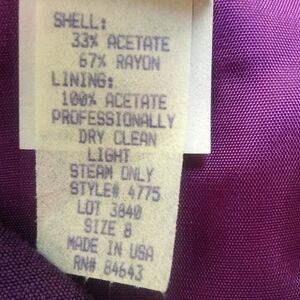 SHELL:
33% ACETATE
67% RAYON
LINING:
100% ACETATE
PROFESSIONALLY
DRY CLEAN
LIGHT
STEAM ONLY
STYLE# 4775
LOT 3840
SIZE 8
MADE IN USA
RN# 84643